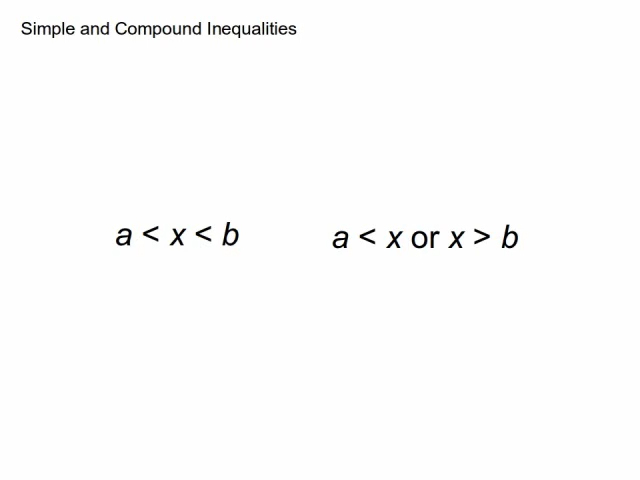 Simple and Compound Inequalities
a < x < b
a < x or x > b